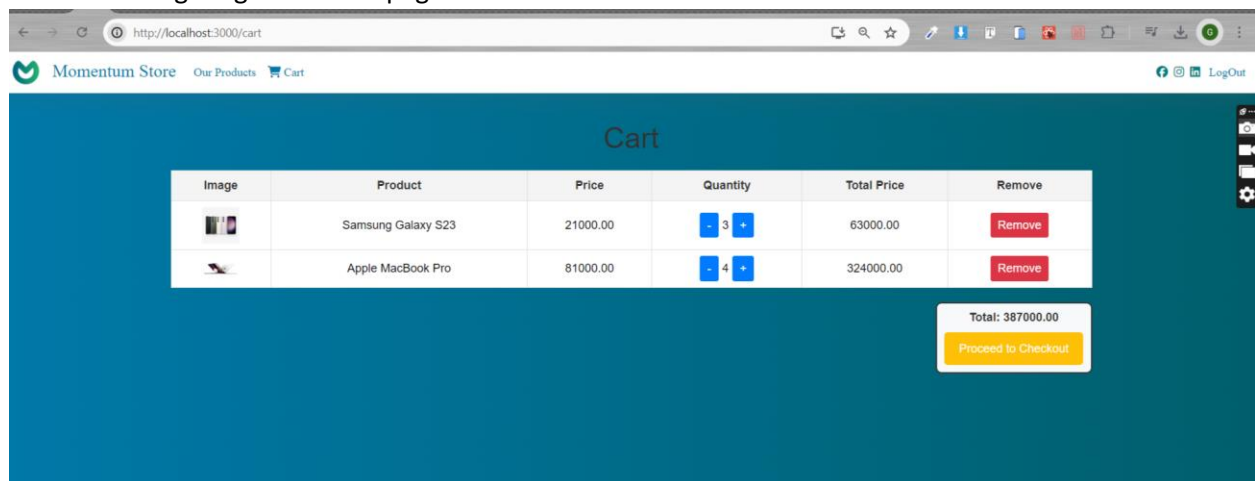 http://localhost:3000/cart
G
Momentum Store Our Products Cart LogOut
Cart
Image Product Price Quantity Total Price Remove
Samsung Galaxy S23 21000.00 - 3 + 63000.00 Remove
Apple MacBook Pro 81000.00 - 4 + 324000.00 Remove
Total: 387000.00
Proceed to Checkout